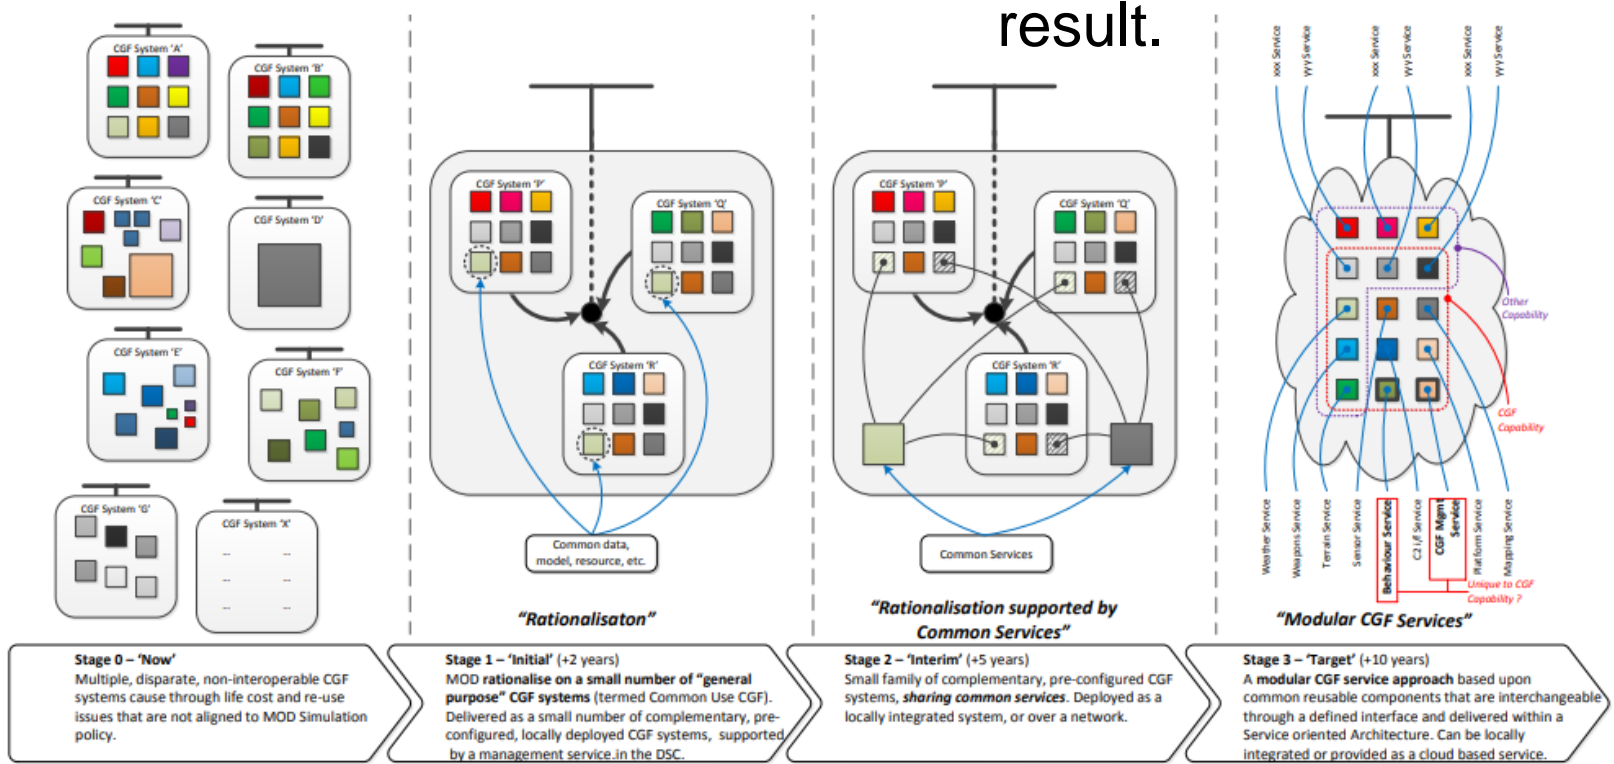 result.
CGF System 'A'
CGF System 'B'
CGF System 'C'
CGF System 'D'
CGF System 'E'
CGF System 'F'
CGF System 'G'
CGF System 'X'
...
...
...
...
...
...
CGF System 'P'
CGF System 'Q'
CGF System 'R'
Common data,
model, resource, etc.
"Rationalisaton"
CGF System 'P'
CGF System 'Q'
CGF System 'R'
Common Services
"Rationalisation supported by
Common Services"
xxx Service
yyy Service
xxx Service
yyy Service
xxx Service
yyy Service
Other
Capability
CGF
Capability
Weather Service
Weapons Service
Terrain Service
Sensor Service
Behaviour Service
C2 i/f Service
CGF Mgmt
Service
Platform Service
Mapping Service
Unique to CGF
Capability ?
"Modular CGF Services"
Stage 0 – 'Now'
Multiple, disparate, non-interoperable CGF
systems cause through life cost and re-use
issues that are not aligned to MOD Simulation
policy.
Stage 1 – 'Initial' (+2 years)
MOD rationalise on a small number of "general
purpose" CGF systems (termed Common Use CGF).
Delivered as a small number of complementary, pre-
configured, locally deployed CGF systems, supported
by a management service.in the DSC.
Stage 2 – 'Interim' (+5 years)
Small family of complementary, pre-configured CGF
systems, sharing common services. Deployed as a
locally integrated system, or over a network.
Stage 3 – 'Target' (+10 years)
A modular CGF service approach based upon
common reusable components that are interchangeable
through a defined interface and delivered within a
Service oriented Architecture. Can be locally
integrated or provided as a cloud based service.